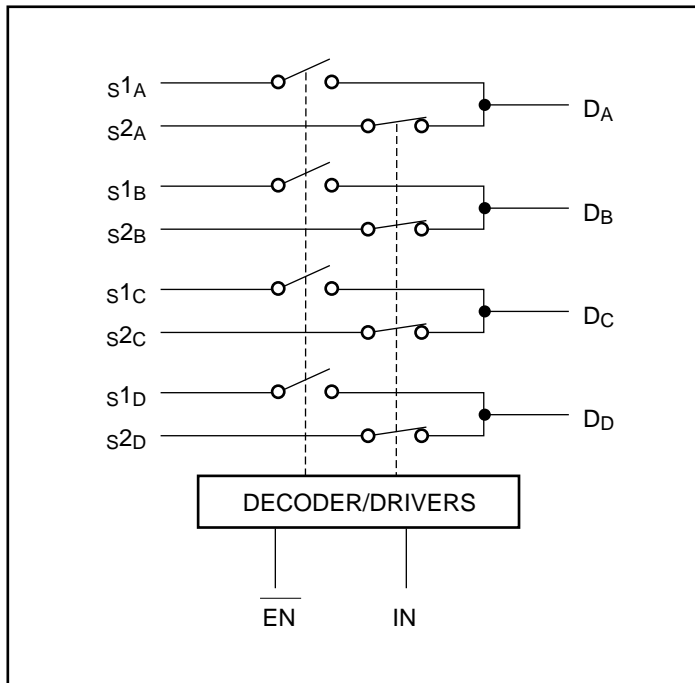 S1A
S2A
DA
S1B
S2B
DB
S1C
S2C
DC
S1D
S2D
DD
DECODER/DRIVERS
EN IN